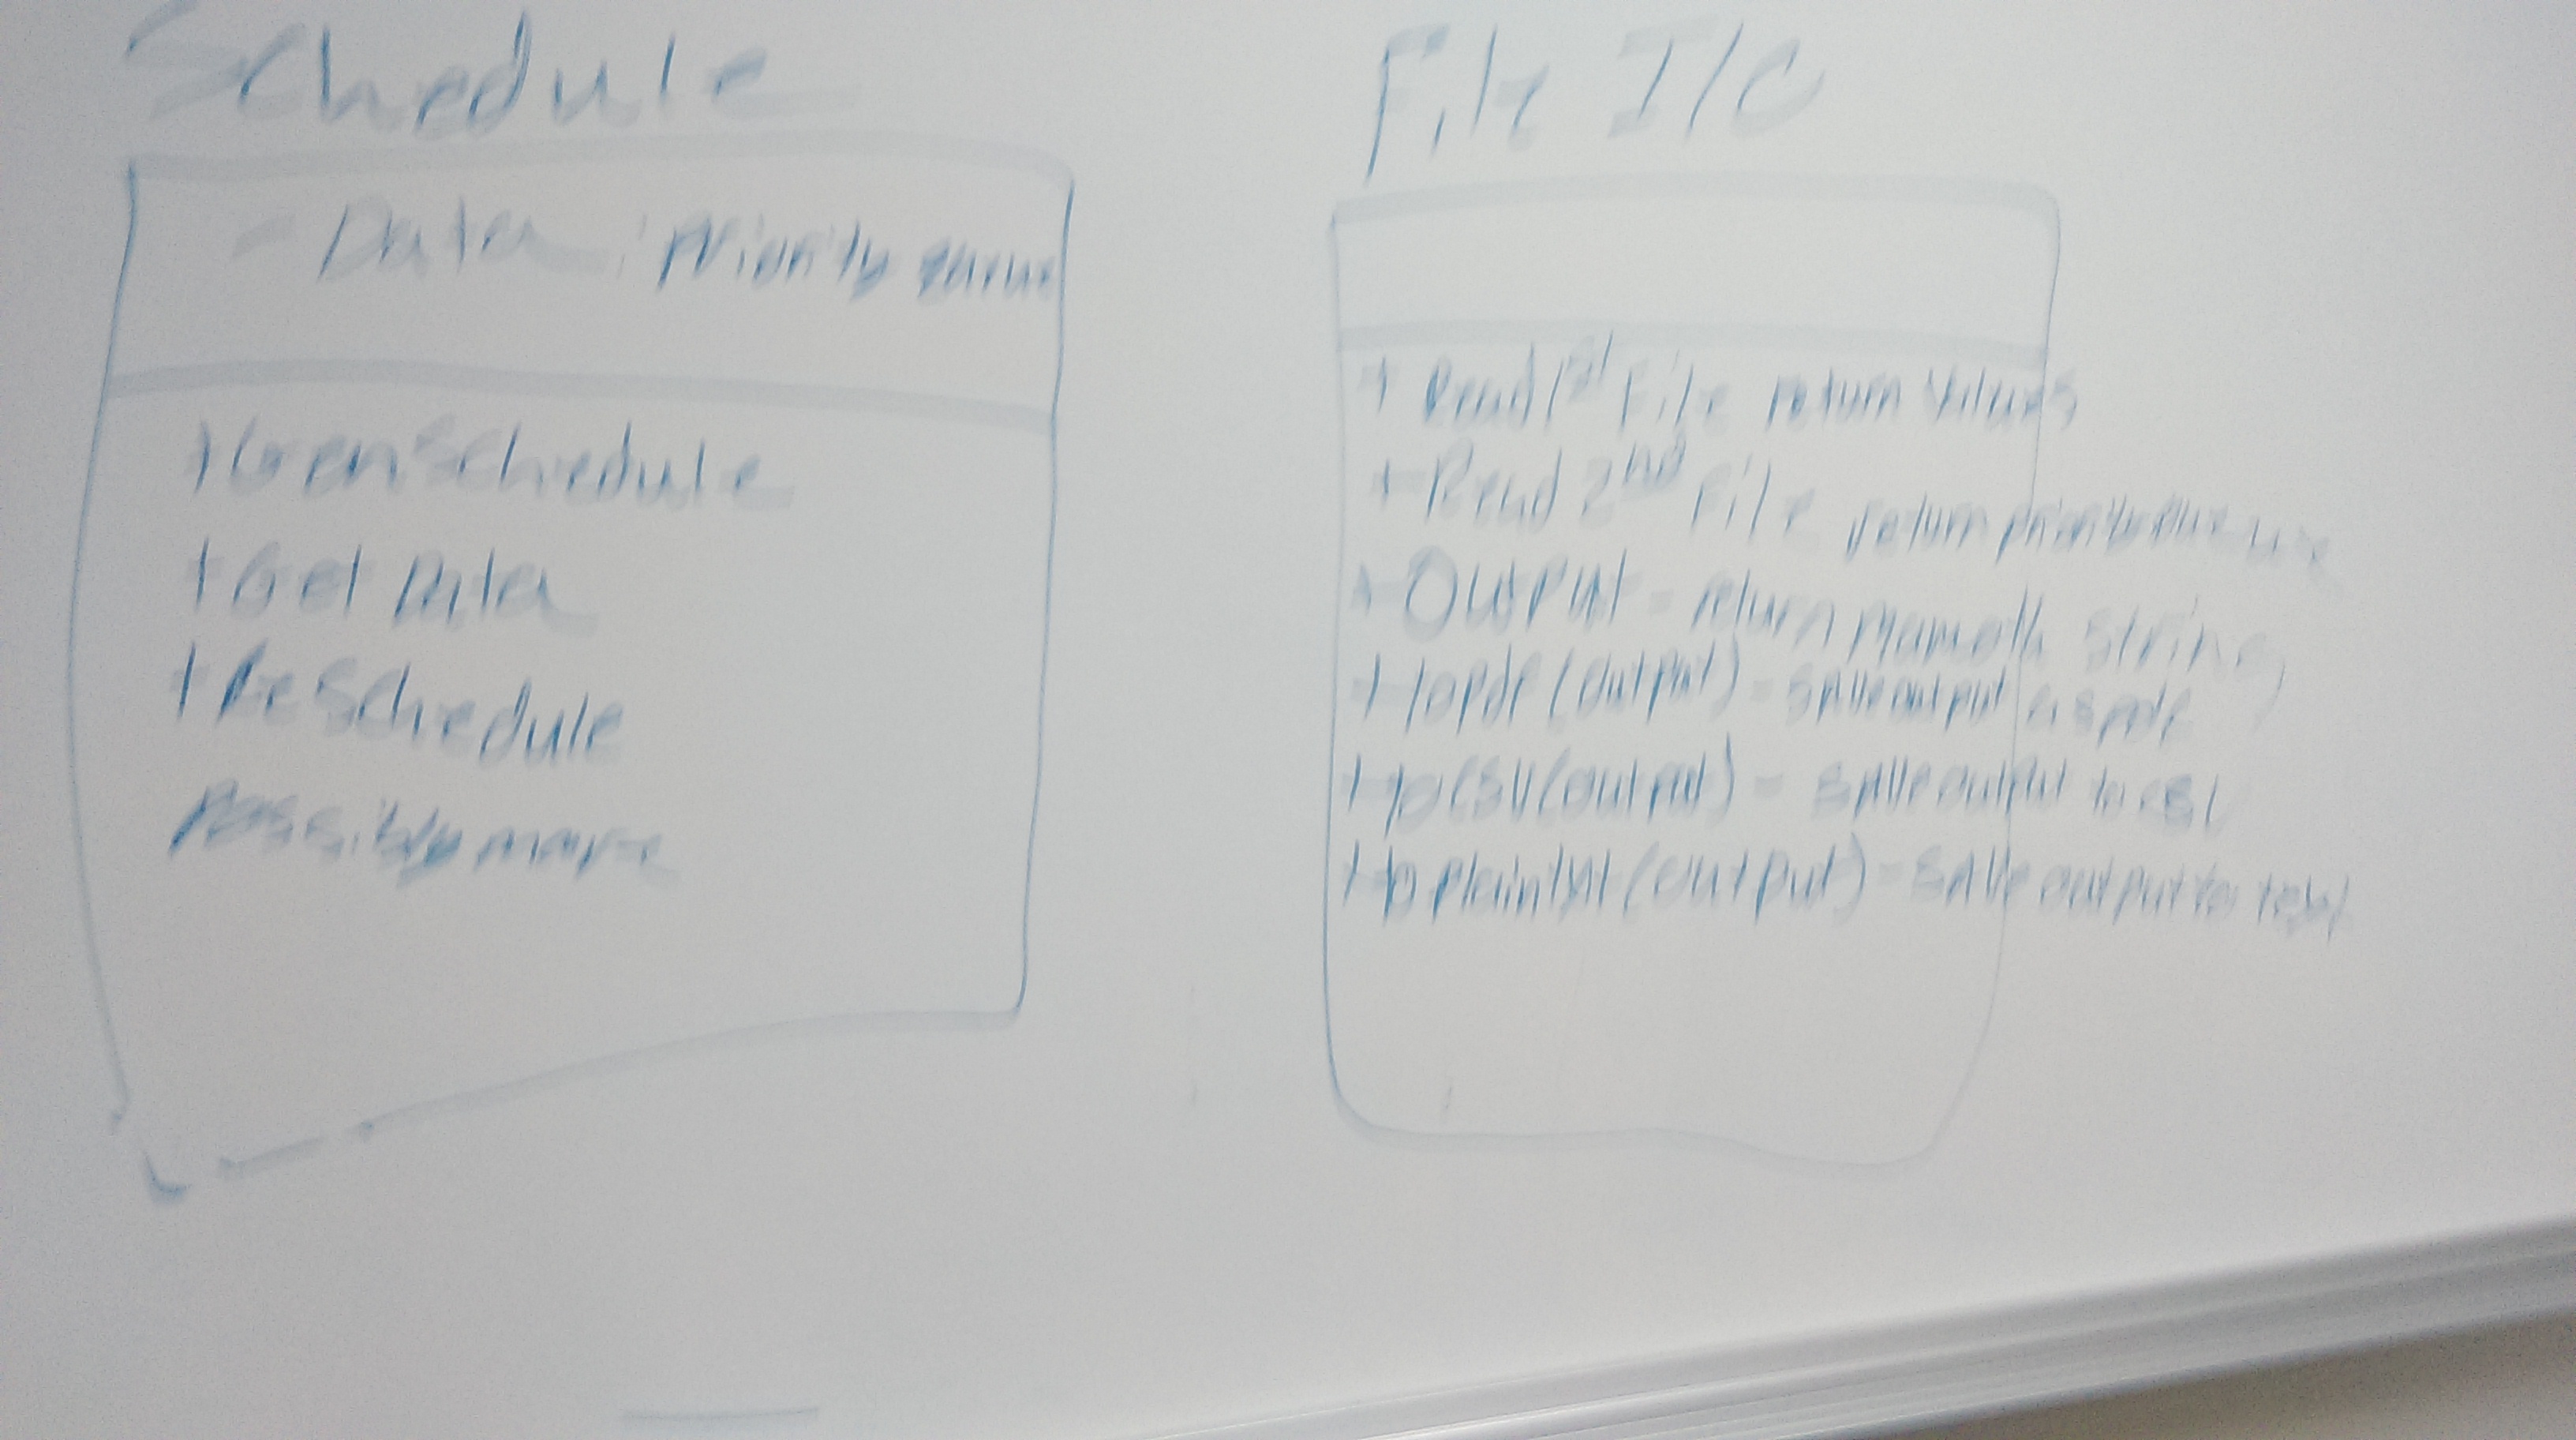 Schedule
- Data : priority queue
+ GenSchedule
+ Get Data
+ ReSchedule
Possibly more
File I/O
+ Read 1st File return values
+ Read 2nd File return priority queue
+ Output - return mamoth string
+ topdf (output) - save output as pdf
+ toCSV (output) - save output to csv
+ to plaintxt (output) - save output to text